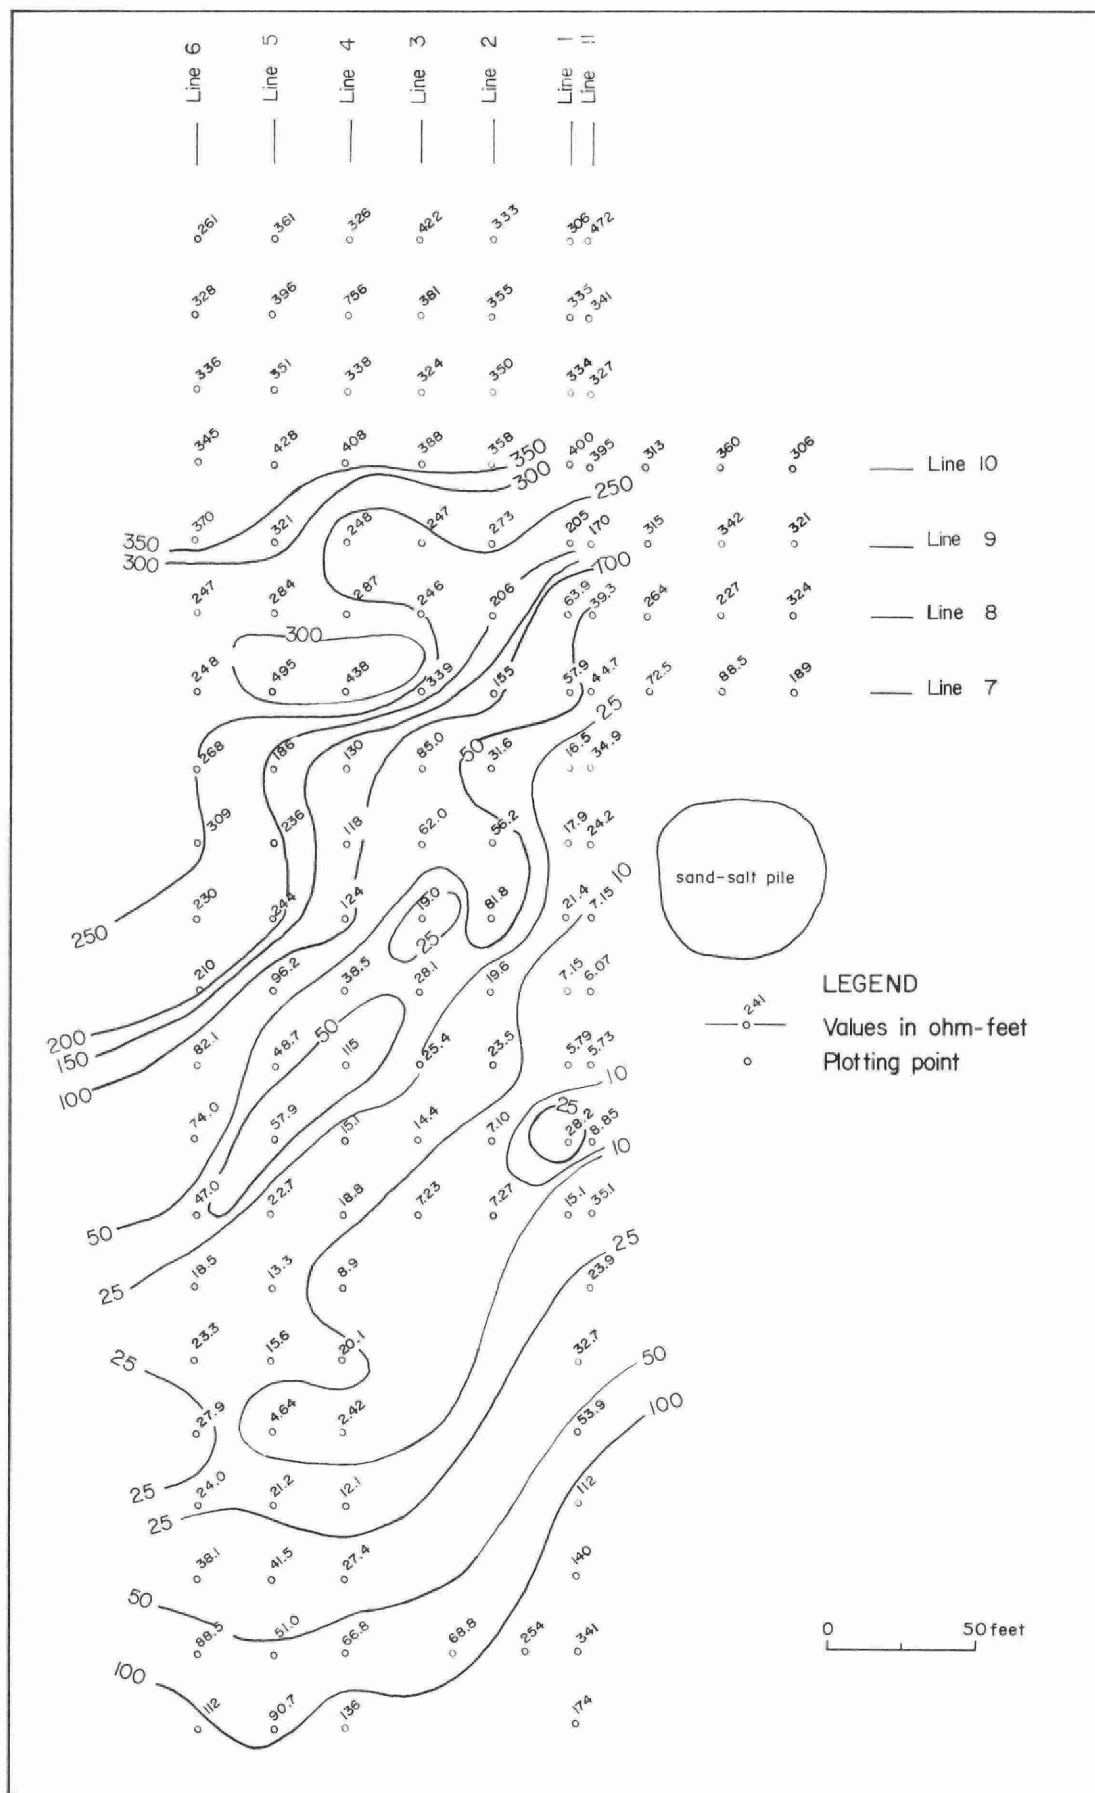 Line 6 Line 5 Line 4 Line 3 Line 2 Line 1 Line 11
261 361 326 422 333 306 472
328 396 756 381 355 335 341
336 351 338 324 350 334 327
345 428 408 388 358 350 400 395 313 360 306 Line 10
300
250
350 370 321 248 247 273 205 170 315 342 321 Line 9
300 100
247 284 287 246 206 63.9 39.3 264 227 324 Line 8
300
248 495 438 339 155 57.9 44.7 72.5 88.5 189 Line 7
25
268 186 130 85.0 50 31.6 16.5 34.9
309 236 118 62.0 56.2 17.9 24.2
sand-salt pile
10
230 244 124 19.0 81.8 21.4 7.15
250 25
210 96.2 38.5 28.1 19.6 7.15 6.07
LEGEND
241
Values in ohm-feet
200 50
150 82.1 48.7 115 25.4 23.5 5.79 5.73
Plotting point
100 10
25
74.0 57.9 15.1 14.4 7.10 28.2 8.85
10
47.0 22.7 18.8 7.23 7.27 15.1 35.1
50 25
25 18.5 13.3 8.9 23.9
23.3 15.6 20.1 32.7
25 50
100
27.9 4.64 2.42 53.9
25 24.0 21.2 12.1 112
25
38.1 41.5 27.4 140
50
88.5 51.0 66.8 68.8 254 341
0 50 feet
100
112 90.7 136 174